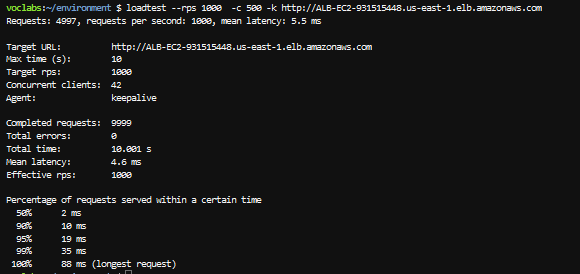 voclabs:~/environment $ loadtest --rps 1000  -c 500 -k http://ALB-EC2-931515448.us-east-1.elb.amazonaws.com
Requests: 4997, requests per second: 1000, mean latency: 5.5 ms
Target URL:          http://ALB-EC2-931515448.us-east-1.elb.amazonaws.com
Max time (s):        10
Target rps:          1000
Concurrent clients:  42
Agent:               keepalive
Completed requests:  9999
Total errors:        0
Total time:          10.001 s
Mean latency:        4.6 ms
Effective rps:       1000
Percentage of requests served within a certain time
  50%      2 ms
  90%      10 ms
  95%      19 ms
  99%      35 ms
 100%      88 ms (longest request)